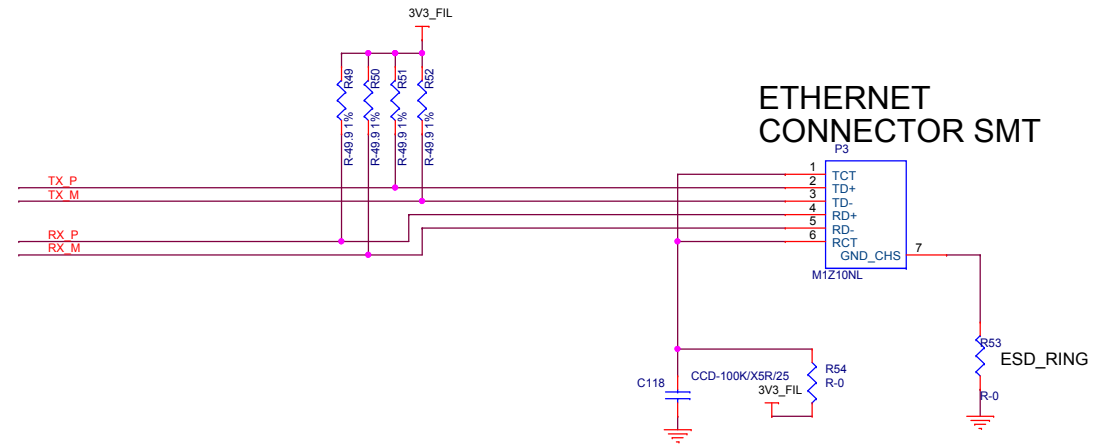 3V3_FIL
R49
R50
R51
R52
R-49.9 1%
R-49.9 1%
R-49.9 1%
R-49.9 1%
ETHERNET
CONNECTOR SMT
P3
TX_P
TX_M
RX_P
RX_M
1 TCT
2 TD+
3 TD-
4 RD+
5 RD-
6 RCT
GND_CHS 7
M1Z10NL
R53
ESD_RING
R-0
C118
CCD-100K/X5R/25
3V3_FIL
R54
R-0